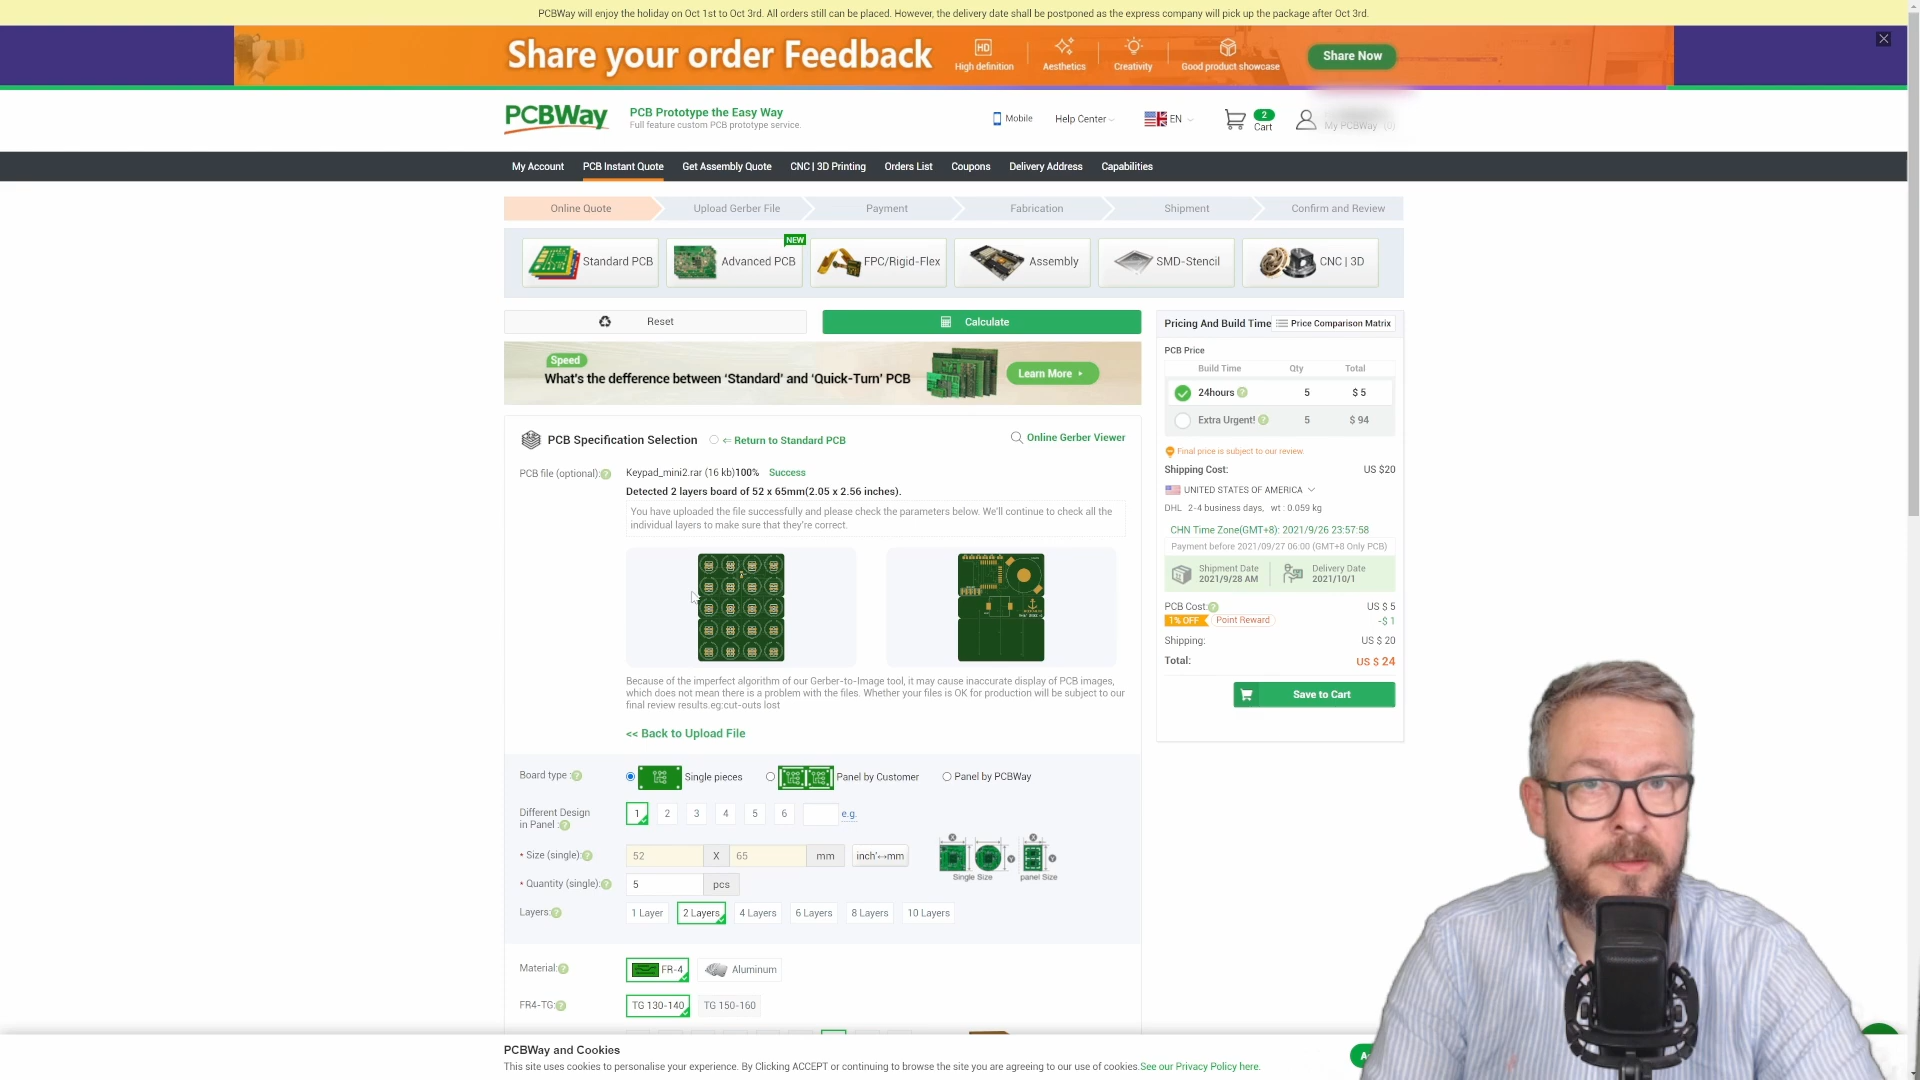 PCBWay will enjoy the holiday on Oct 1st to Oct 3rd. All orders still can be placed. However, the delivery date shall be postponed as the express company will pick up the package after Oct 3rd.
Share your order Feedback
HD
High definition
Aesthetics
Creativity
Good product showcase
Share Now
PCBWay
PCB Prototype the Easy Way
Full feature custom PCB prototype service.
Mobile
Help Center
EN
2
Cart
My PCBWay (0)
My Account
PCB Instant Quote
Get Assembly Quote
CNC | 3D Printing
Orders List
Coupons
Delivery Address
Capabilities
Online Quote
Upload Gerber File
Payment
Fabrication
Shipment
Confirm and Review
Standard PCB
NEW
Advanced PCB
FPC/Rigid-Flex
Assembly
SMD-Stencil
CNC | 3D
Reset
Calculate
Speed
What's the defference between 'Standard' and 'Quick-Turn' PCB
Learn More
PCB Specification Selection
⇐ Return to Standard PCB
Online Gerber Viewer
PCB file (optional):
Keypad_mini2.rar (16 kb)100% Success
Detected 2 layers board of 52 x 65mm(2.05 x 2.56 inches).
You have uploaded the file successfully and please check the parameters below. We'll continue to check all the
individual layers to make sure that they're correct.
Because of the imperfect algorithm of our Gerber-to-Image tool, it may cause inaccurate display of PCB images,
which does not mean there is a problem with the files. Whether your files is OK for production will be subject to our
final review results.eg:cut-outs lost
<< Back to Upload File
Board type :
Single pieces
Panel by Customer
Panel by PCBWay
Different Design
in Panel :
1 2 3 4 5 6
e.g.
* Size (single):
52 X 65 mm
inch'↔mm
Single Size
panel Size
* Quantity (single):
5 pcs
Layers:
1 Layer
2 Layers
4 Layers
6 Layers
8 Layers
10 Layers
Material:
FR-4
Aluminum
FR4-TG:
TG 130-140
TG 150-160
Pricing And Build Time
Price Comparison Matrix
PCB Price
Build Time Qty Total
24hours 5 $ 5
Extra Urgent! 5 $ 94
Final price is subject to our review.
Shipping Cost: US $20
UNITED STATES OF AMERICA
DHL 2-4 business days, wt : 0.059 kg
CHN Time Zone(GMT+8): 2021/9/26 23:57:58
Payment before 2021/09/27 06:00 (GMT+8 Only PCB)
Shipment Date
2021/9/28 AM
Delivery Date
2021/10/1
PCB Cost: US $ 5
1% OFF Point Reward -$ 1
Shipping: US $ 20
Total: US $ 24
Save to Cart
PCBWay and Cookies
This site uses cookies to personalise your experience. By Clicking ACCEPT or continuing to browse the site you are agreeing to our use of cookies.See our Privacy Policy here.